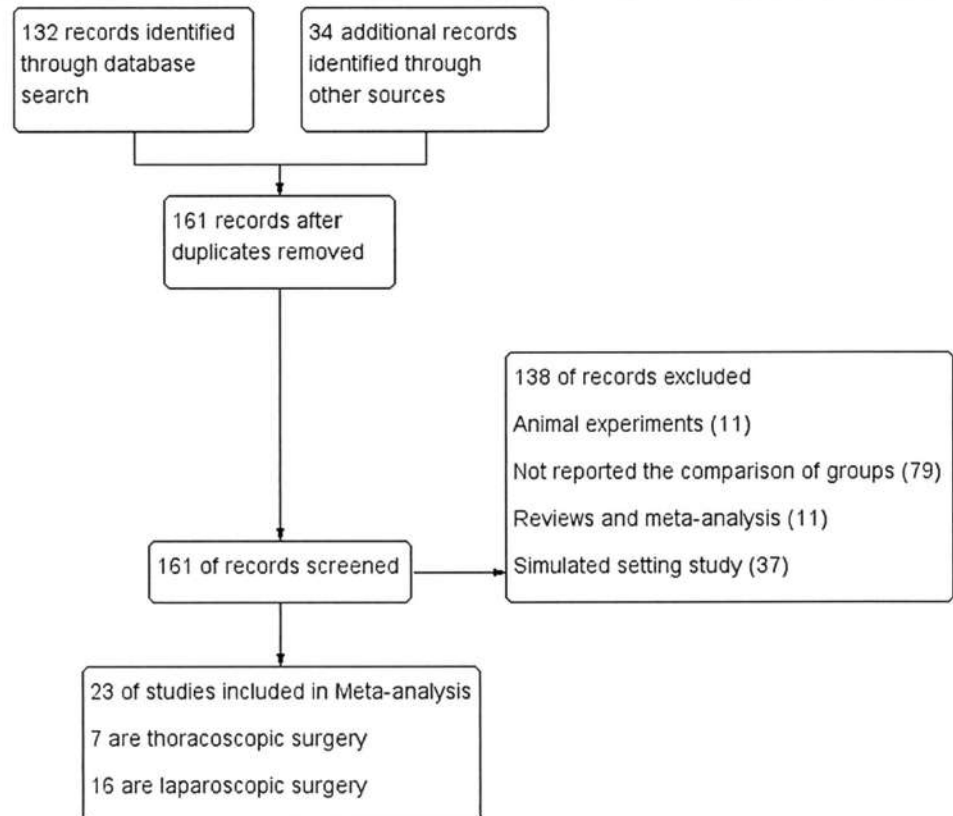 132 records identified
through database
search
34 additional records
identified through
other sources
161 records after
duplicates removed
138 of records excluded
Animal experiments (11)
Not reported the comparison of groups (79)
Reviews and meta-analysis (11)
Simulated setting study (37)
161 of records screened
23 of studies included in Meta-analysis
7 are thoracoscopic surgery
16 are laparoscopic surgery